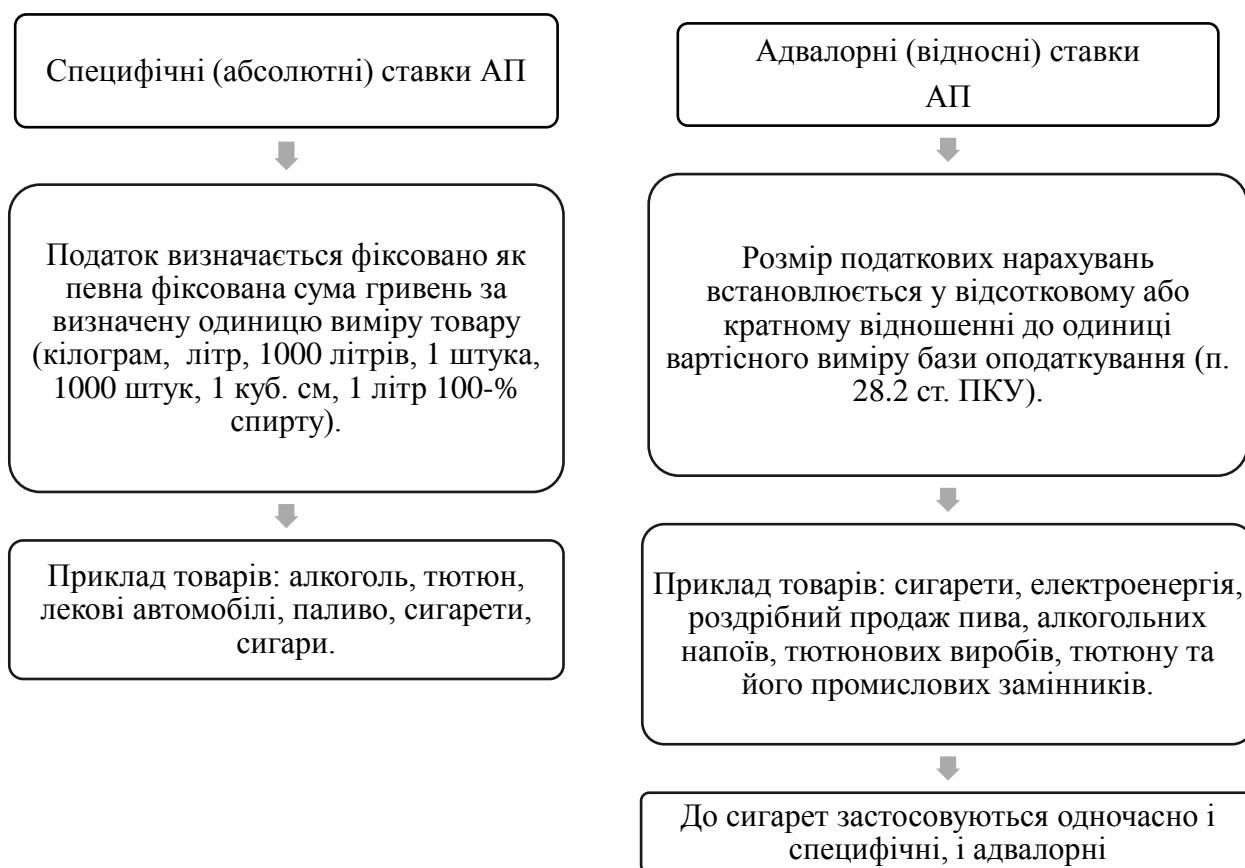 Специфічні (абсолютні) ставки АП
Податок визначається фіксовано як
певна фіксована сума гривень за
визначену одиницю виміру товару
(кілограм, літр, 1000 літрів, 1 штука,
1000 штук, 1 куб. см, 1 літр 100-%
спирту).
Приклад товарів: алкоголь, тютюн,
лекові автомобілі, паливо, сигарети,
сигари.
Адвалорні (відносні) ставки
АП
Розмір податкових нарахувань
встановлюється у відсотковому або
кратному відношенні до одиниці
вартісного виміру бази оподаткування (п.
28.2 ст. ПКУ).
Приклад товарів: сигарети, електроенергія,
роздрібний продаж пива, алкогольних
напоїв, тютюнових виробів, тютюну та
його промислових замінників.
До сигарет застосовуються одночасно і
специфічні, і адвалорні